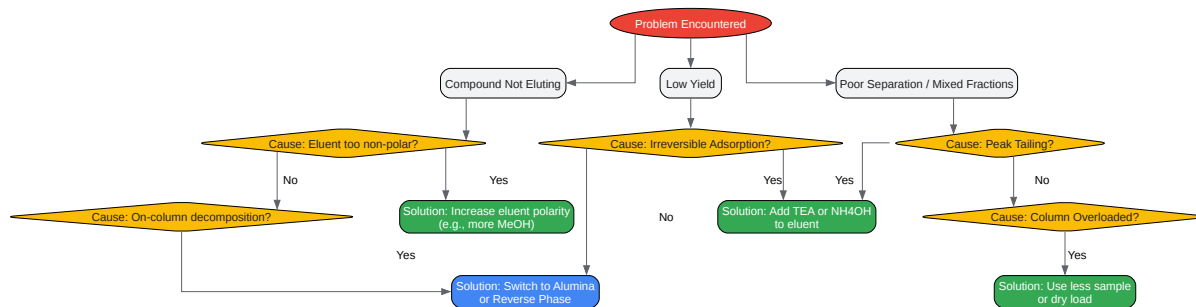 Problem Encountered
Compound Not Eluting
Low Yield
Poor Separation / Mixed Fractions
Cause: Eluent too non-polar?
Cause: Irreversible Adsorption?
Cause: Peak Tailing?
No
Yes
Yes
Yes
No
Cause: On-column decomposition?
Solution: Increase eluent polarity
(e.g., more MeOH)
No
Solution: Add TEA or NH4OH
to eluent
Cause: Column Overloaded?
Yes
Yes
Solution: Switch to Alumina
or Reverse Phase
Solution: Use less sample
or dry load